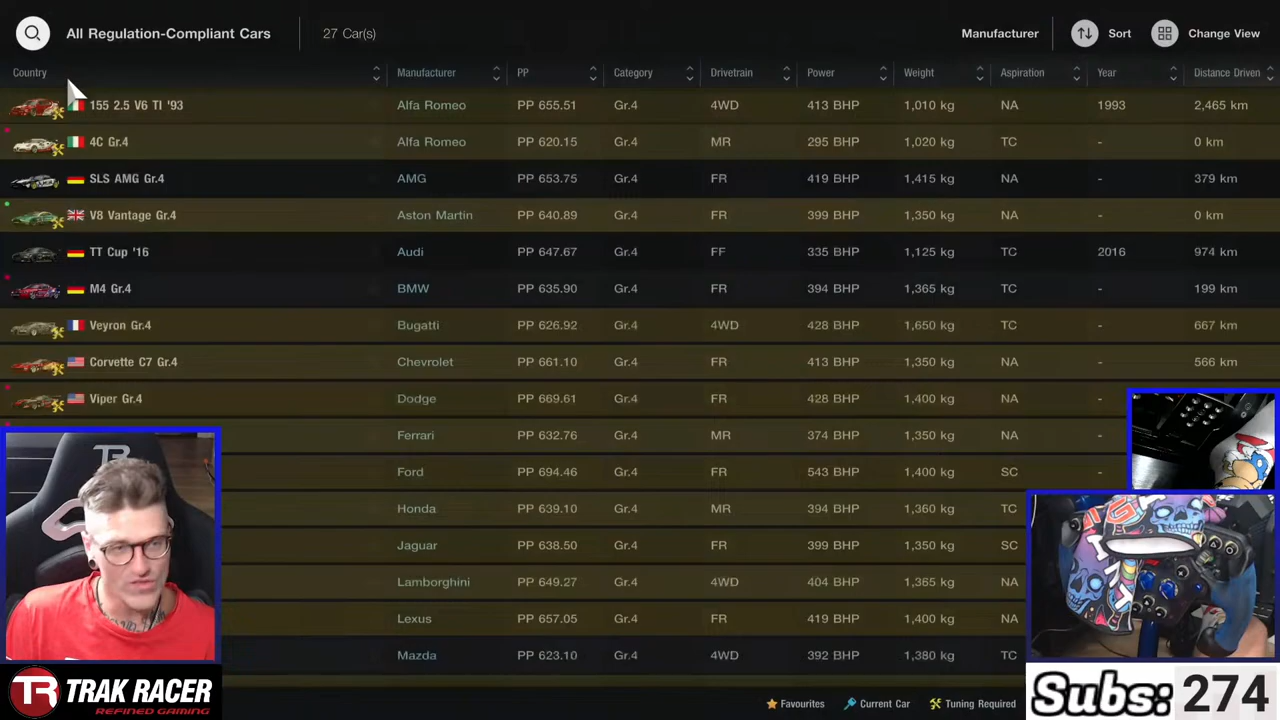 All Regulation-Compliant Cars 27 Car(s) Manufacturer Sort Change View
Country Manufacturer PP Category Drivetrain Power Weight Aspiration Year Distance Driven
155 2.5 V6 TI '93 Alfa Romeo PP 655.51 Gr.4 4WD 413 BHP 1,010 kg NA 1993 2,465 km
4C Gr.4 Alfa Romeo PP 620.15 Gr.4 MR 295 BHP 1,020 kg TC - 0 km
SLS AMG Gr.4 AMG PP 653.75 Gr.4 FR 419 BHP 1,415 kg NA - 379 km
V8 Vantage Gr.4 Aston Martin PP 640.89 Gr.4 FR 399 BHP 1,350 kg NA - 0 km
TT Cup '16 Audi PP 647.67 Gr.4 FF 335 BHP 1,125 kg TC 2016 974 km
M4 Gr.4 BMW PP 635.90 Gr.4 FR 394 BHP 1,365 kg TC - 199 km
Veyron Gr.4 Bugatti PP 626.92 Gr.4 4WD 428 BHP 1,650 kg TC - 667 km
Corvette C7 Gr.4 Chevrolet PP 661.10 Gr.4 FR 413 BHP 1,350 kg NA - 566 km
Viper Gr.4 Dodge PP 669.61 Gr.4 FR 428 BHP 1,400 kg NA -
Ferrari PP 632.76 Gr.4 MR 374 BHP 1,350 kg NA -
Ford PP 694.46 Gr.4 FR 543 BHP 1,400 kg SC -
Honda PP 639.10 Gr.4 MR 394 BHP 1,360 kg TC
Jaguar PP 638.50 Gr.4 FR 399 BHP 1,350 kg SC
Lamborghini PP 649.27 Gr.4 4WD 404 BHP 1,365 kg NA
Lexus PP 657.05 Gr.4 FR 419 BHP 1,400 kg NA
Mazda PP 623.10 Gr.4 4WD 392 BHP 1,380 kg TC
Favourites Current Car Tuning Required
TR TRAK RACER
REFINED GAMING
Subs: 274